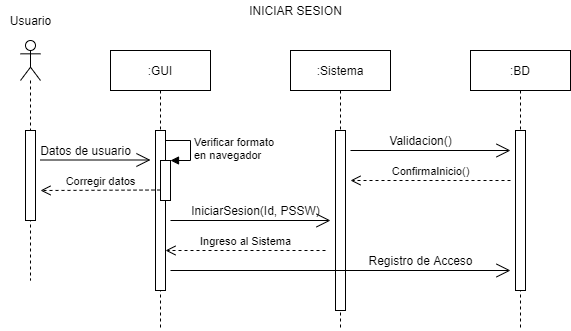 INICIAR SESION
Usuario
:GUI
:Sistema
:BD
Verificar formato
en navegador
Validacion()
Datos de usuario
ConfirmaInicio()
Corregir datos
IniciarSesion(Id, PSSW)
Ingreso al Sistema
Registro de Acceso